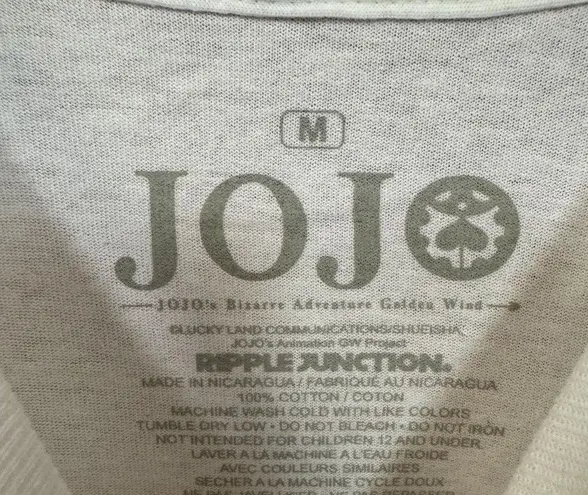 M
JOJO
JOJO's Bizarre Adventure Golden Wind
©LUCKY LAND COMMUNICATIONS/SHUEISHA,
JOJO's Animation GW Project
RIPPLE JUNCTION®
MADE IN NICARAGUA / FABRIQUÉ AU NICARAGUA
100% COTTON / COTON
MACHINE WASH COLD WITH LIKE COLORS
TUMBLE DRY LOW • DO NOT BLEACH • DO NOT IRON
NOT INTENDED FOR CHILDREN 12 AND UNDER
LAVER A LA MACHINE A L'EAU FROIDE
AVEC COULEURS SIMILAIRES
SECHER A LA MACHINE CYCLE DOUX